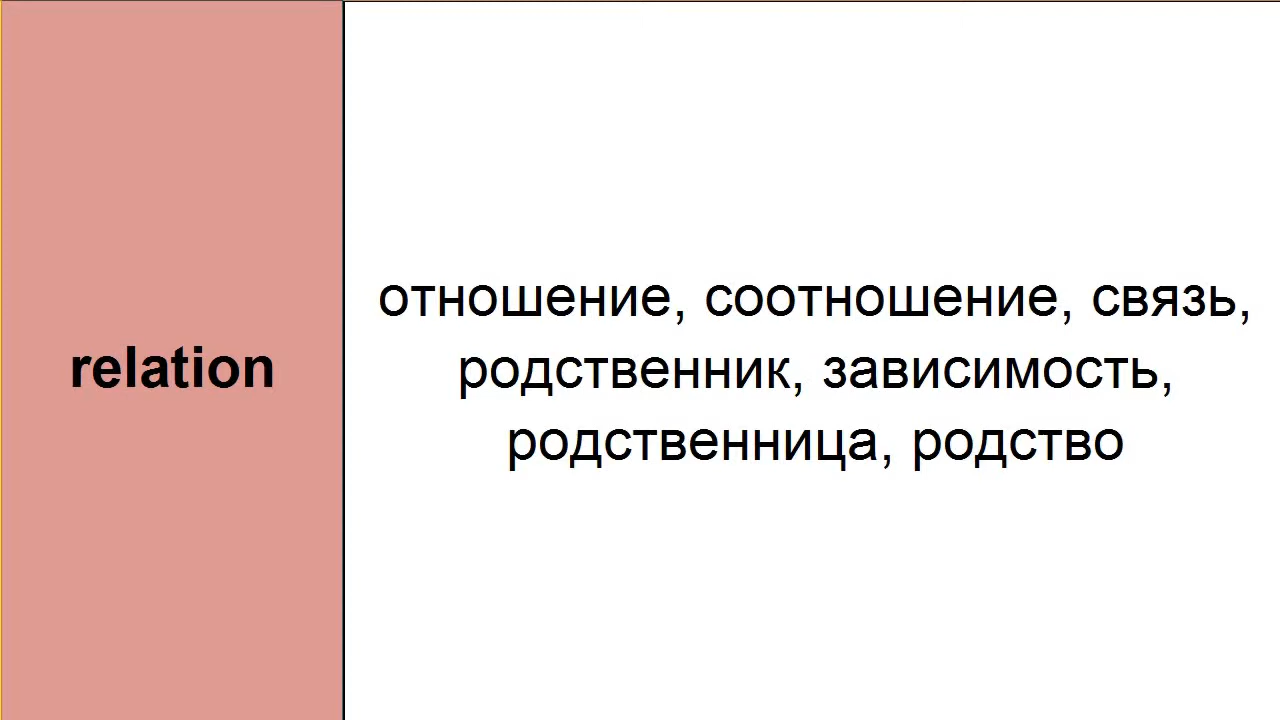 relation
отношение, соотношение, связь,
родственник, зависимость,
родственница, родство